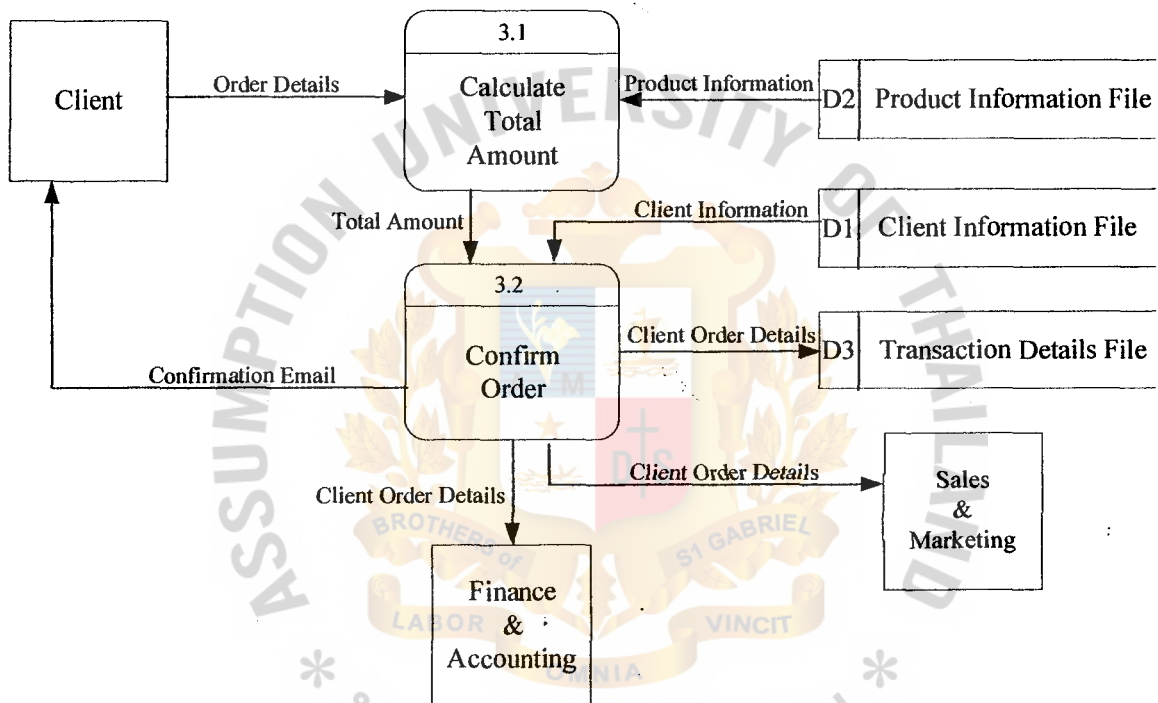 3.1
Client
Order Details
Calculate
Total
Amount
Product Information
D2
Product Information File
Total Amount
Client Information
D1
Client Information File
3.2
Confirm
Order
Client Order Details
D3
Transaction Details File
Confirmation Email
Client Order Details
Client Order Details
Sales
&
Marketing
Finance
&
Accounting
ASSUMPTION UNIVERSITY OF THAILAND
A M
D S
BROTHERS of
S1 GABRIEL
LABOR
VINCIT
OMNIA